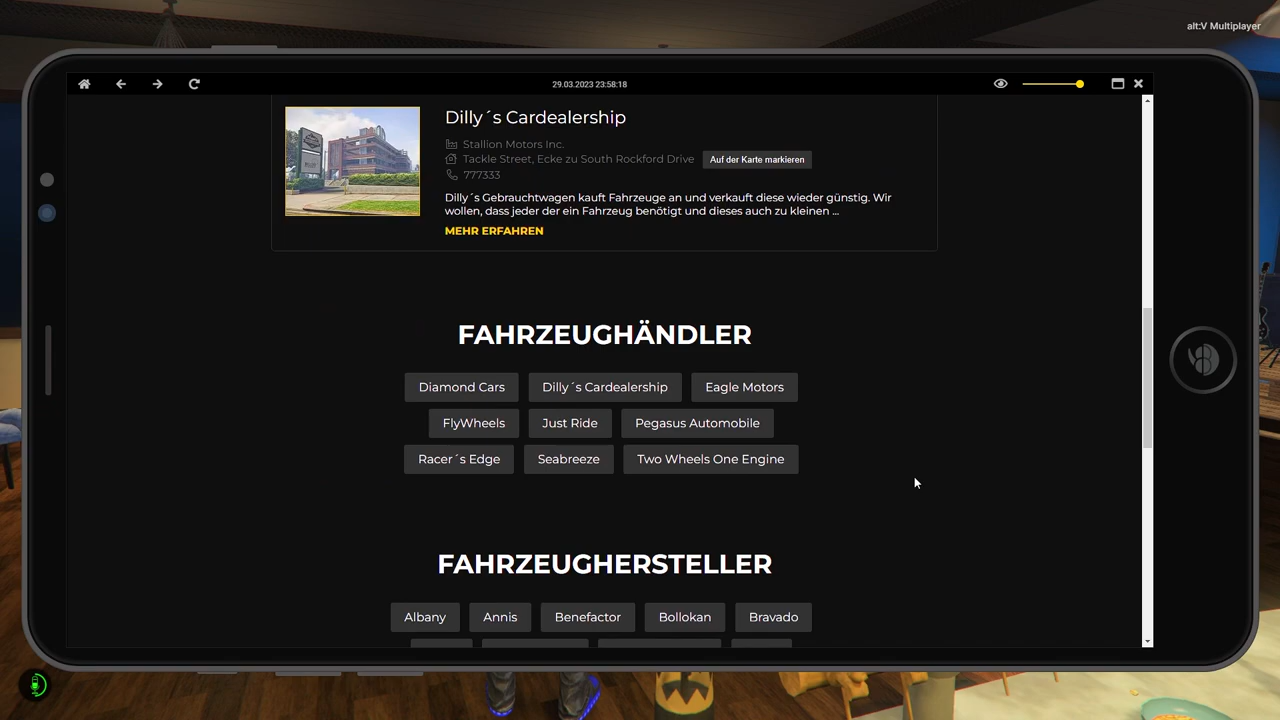 alt:V Multiplayer
29.03.2023 23:58:18
Dilly´s Cardealership
Stallion Motors Inc.
Tackle Street, Ecke zu South Rockford Drive Auf der Karte markieren
777333
Dilly´s Gebrauchtwagen kauft Fahrzeuge an und verkauft diese wieder günstig. Wir
wollen, dass jeder der ein Fahrzeug benötigt und dieses auch zu kleinen ...
MEHR ERFAHREN
FAHRZEUGHÄNDLER
Diamond Cars Dilly´s Cardealership Eagle Motors
FlyWheels Just Ride Pegasus Automobile
Racer´s Edge Seabreeze Two Wheels One Engine
FAHRZEUGHERSTELLER
Albany Annis Benefactor Bollokan Bravado